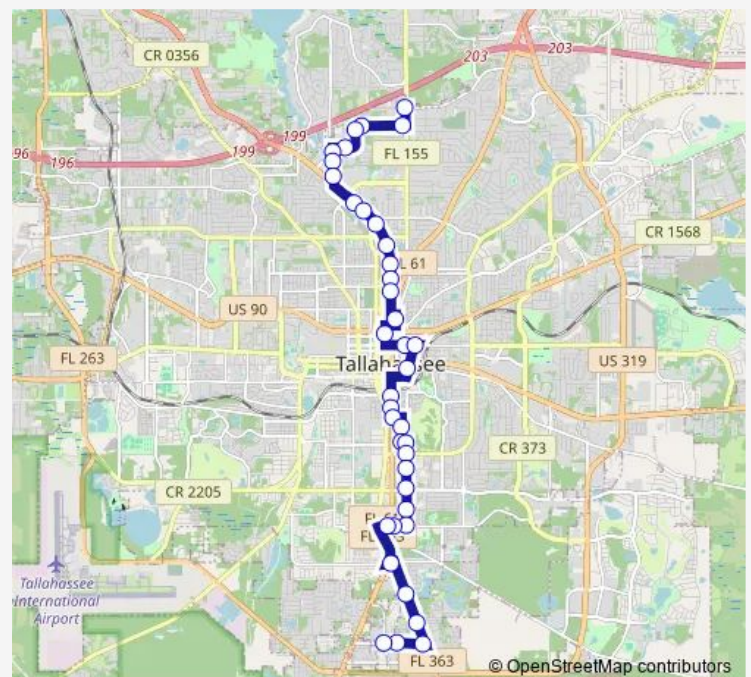 CR 0356
203
203
199
199
96
196
FL 155
CR 1568
L 61
US 90
FL 263
Tallahassee
US 319
CR 373
CR 2205
Tallahassee
International
Airport
FL 363
© OpenStreetMap contributors